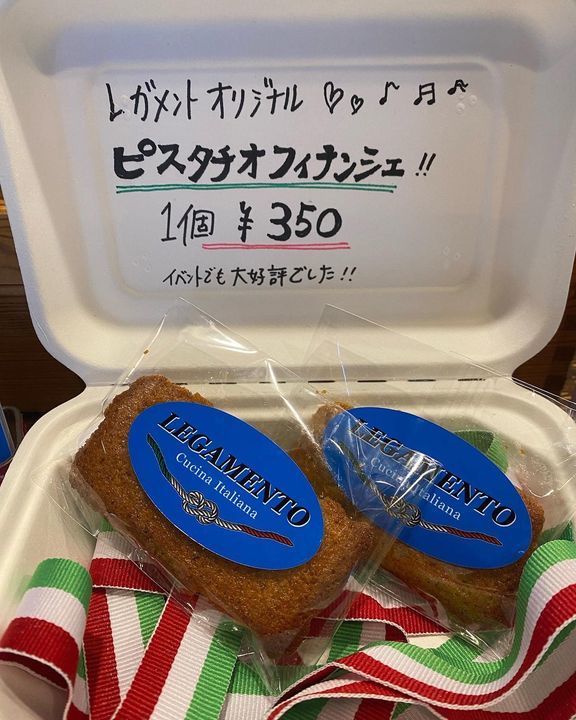 レガメント オリジナル ♡♡♪♬
ピスタチオフィナンシェ!!
1個 ¥350
イベントでも大好評でした!!
LEGAMENTO
Cucina Italiana
LEGAMENTO
Cucina Italiana